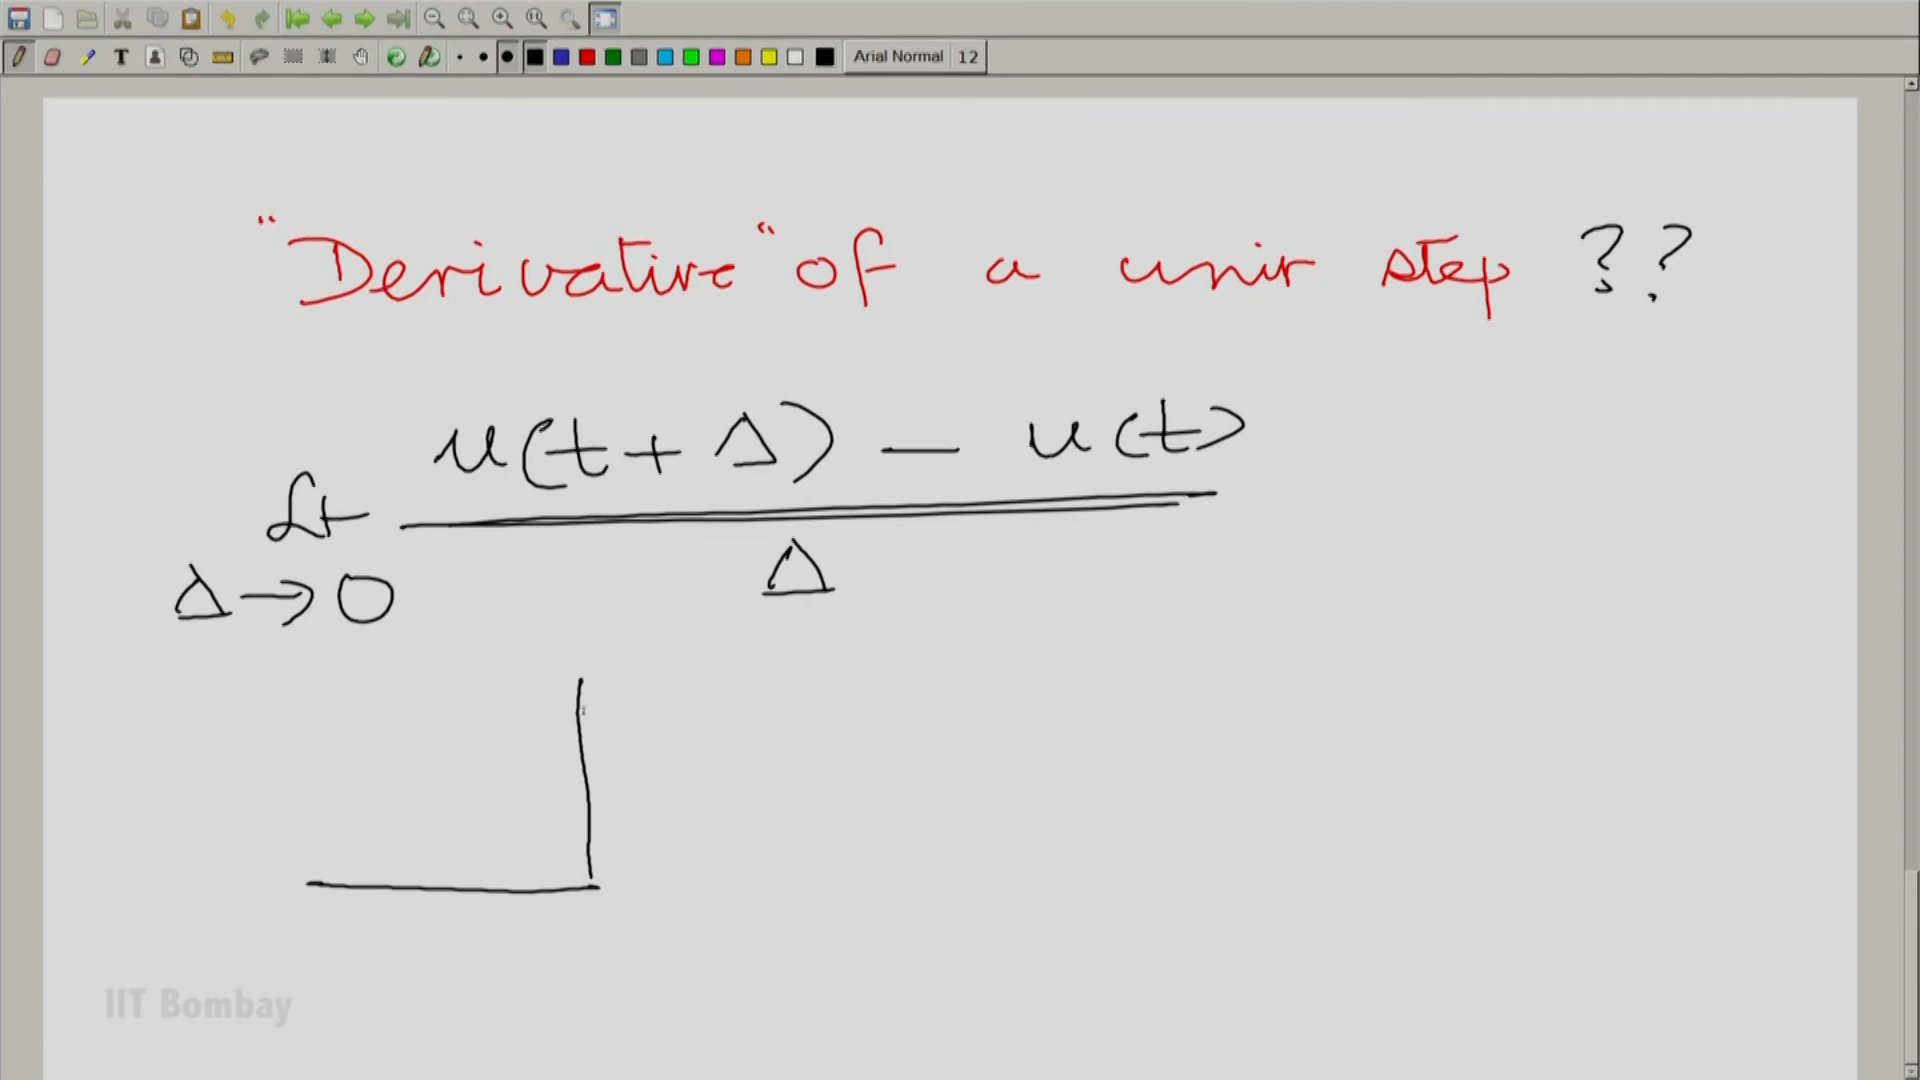 Arial Normal 12
"Derivative" of a unit step ??
u(t + Δ) - u(t)
Lt
Δ → 0 Δ
IIT Bombay